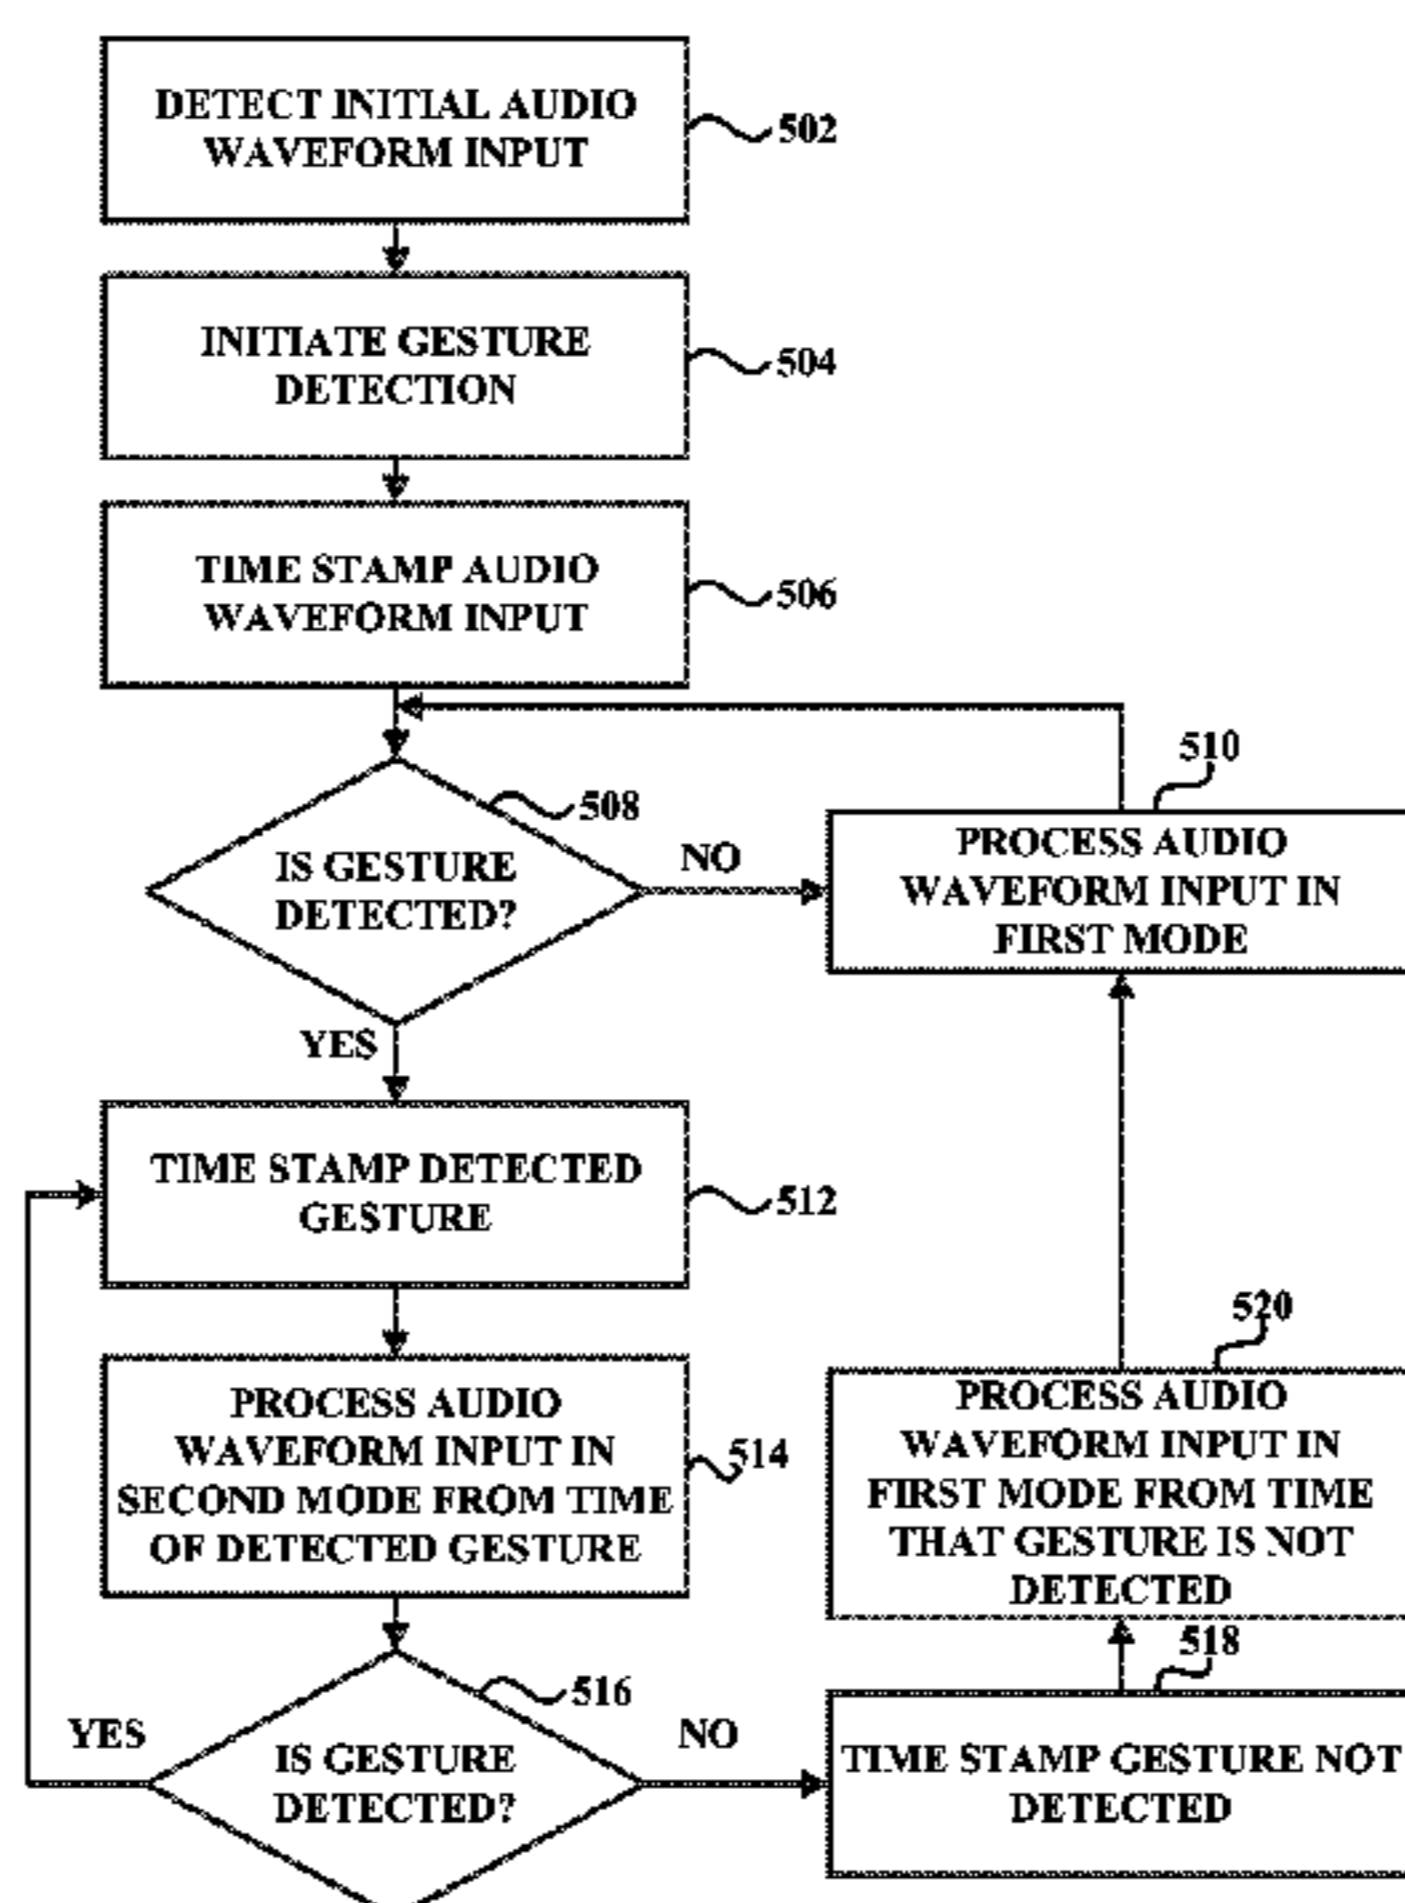 DETECT INITIAL AUDIO
WAVEFORM INPUT
502
INITIATE GESTURE
DETECTION
504
TIME STAMP AUDIO
WAVEFORM INPUT
506
508
IS GESTURE
DETECTED?
NO
YES
510
PROCESS AUDIO
WAVEFORM INPUT IN
FIRST MODE
TIME STAMP DETECTED
GESTURE
512
PROCESS AUDIO
WAVEFORM INPUT IN
SECOND MODE FROM TIME
OF DETECTED GESTURE
514
516
IS GESTURE
DETECTED?
YES
NO
518
TIME STAMP GESTURE NOT
DETECTED
520
PROCESS AUDIO
WAVEFORM INPUT IN
FIRST MODE FROM TIME
THAT GESTURE IS NOT
DETECTED